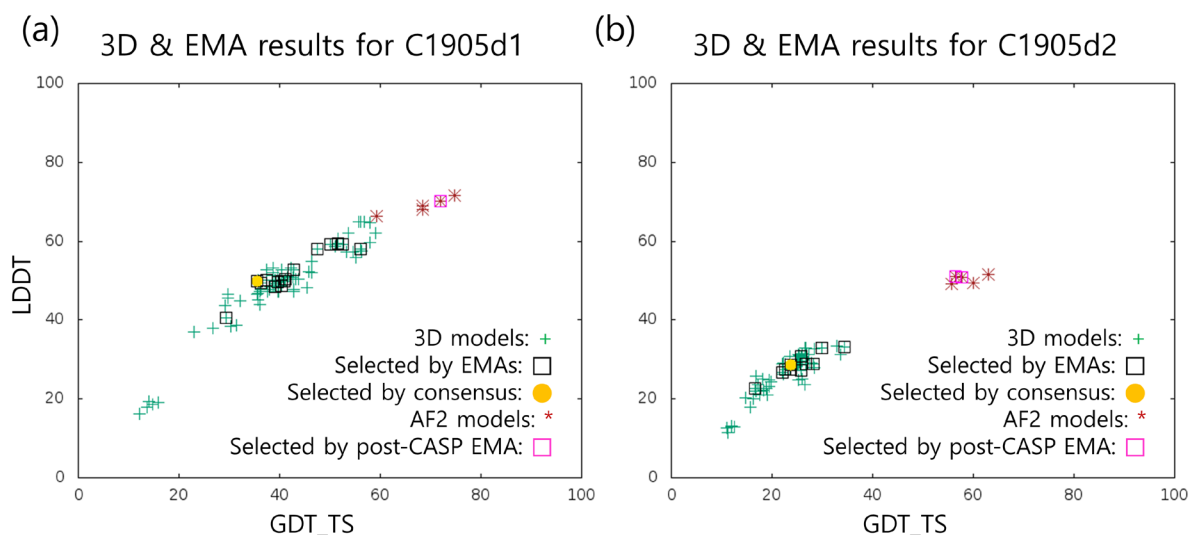 (a)
3D & EMA results for C1905d1
100
80
60
40
20
0
LDDT
3D models: +
Selected by EMAs:
Selected by consensus:
AF2 models: *
Selected by post-CASP EMA:
0 20 40 60 80 100
GDT_TS
(b)
3D & EMA results for C1905d2
100
80
60
40
20
0
3D models: +
Selected by EMAs:
Selected by consensus:
AF2 models: *
Selected by post-CASP EMA:
0 20 40 60 80 100
GDT_TS